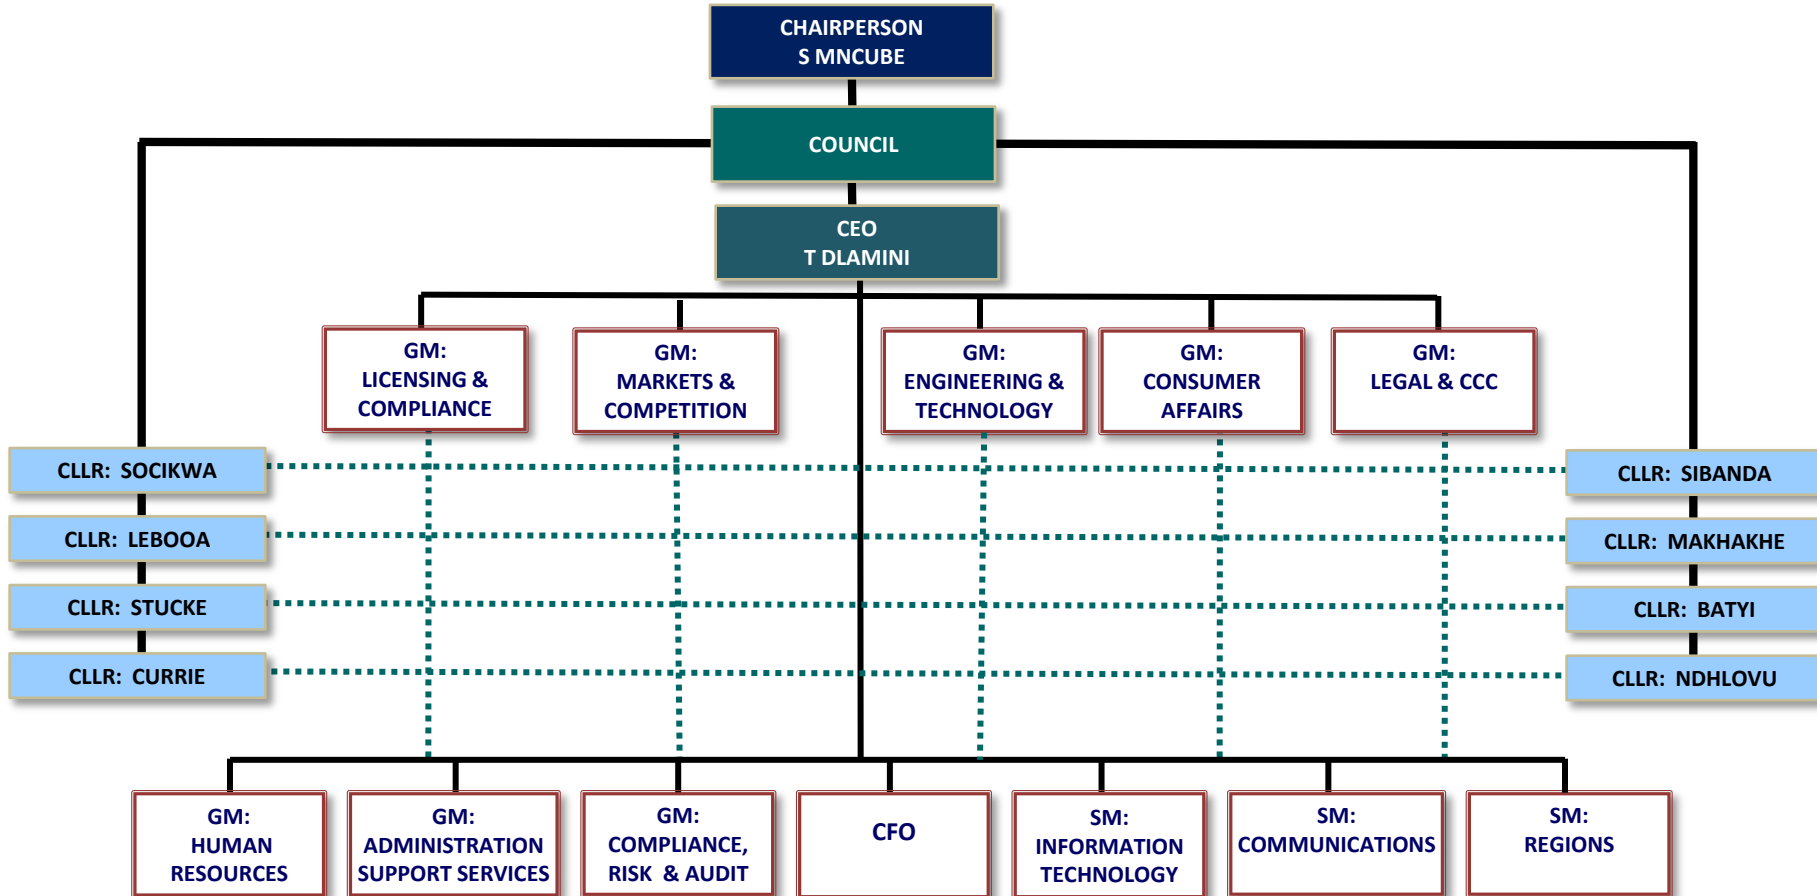 CHAIRPERSON
S MNCUBE
COUNCIL
CEO
T DLAMINI
GM:
LICENSING &
COMPLIANCE
GM:
MARKETS &
COMPETITION
GM:
ENGINEERING &
TECHNOLOGY
GM:
CONSUMER
AFFAIRS
GM:
LEGAL & CCC
CLLR: SOCIKWA
CLLR: SIBANDA
CLLR: LEBOOA
CLLR: MAKHAKHE
CLLR: STUCKE
CLLR: BATYI
CLLR: CURRIE
CLLR: NDHLOVU
GM:
HUMAN
RESOURCES
GM:
ADMINISTRATION
SUPPORT SERVICES
GM:
COMPLIANCE,
RISK & AUDIT
CFO
SM:
INFORMATION
TECHNOLOGY
SM:
COMMUNICATIONS
SM:
REGIONS